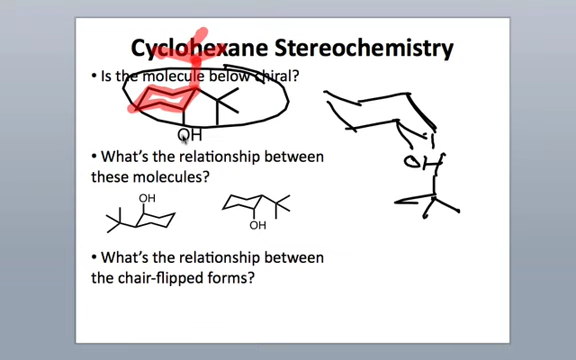 Cyclohexane Stereochemistry
• Is the molecule below chiral?
OH
OH
• What's the relationship between
these molecules?
OH
OH
• What's the relationship between
the chair-flipped forms?